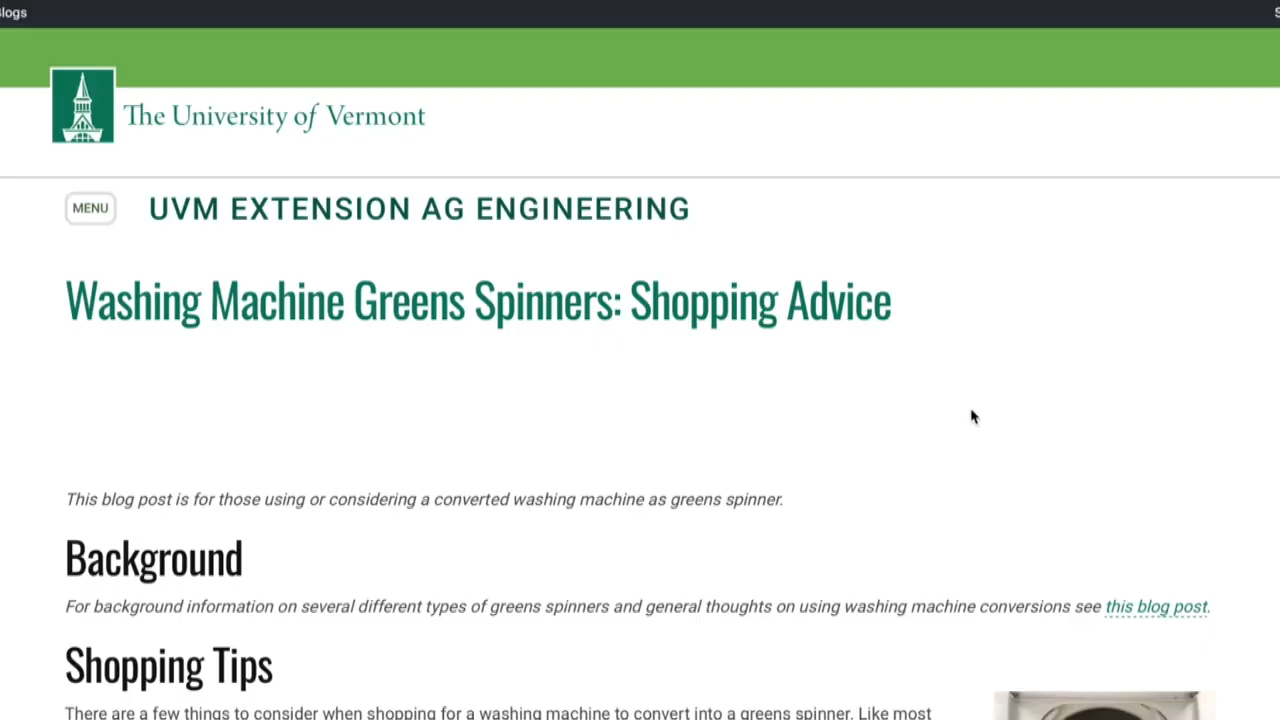 The University of Vermont
MENU
UVM EXTENSION AG ENGINEERING
Washing Machine Greens Spinners: Shopping Advice
This blog post is for those using or considering a converted washing machine as greens spinner.
Background
For background information on several different types of greens spinners and general thoughts on using washing machine conversions see this blog post.
Shopping Tips
There are a few things to consider when shopping for a washing machine to convert into a greens spinner. Like most